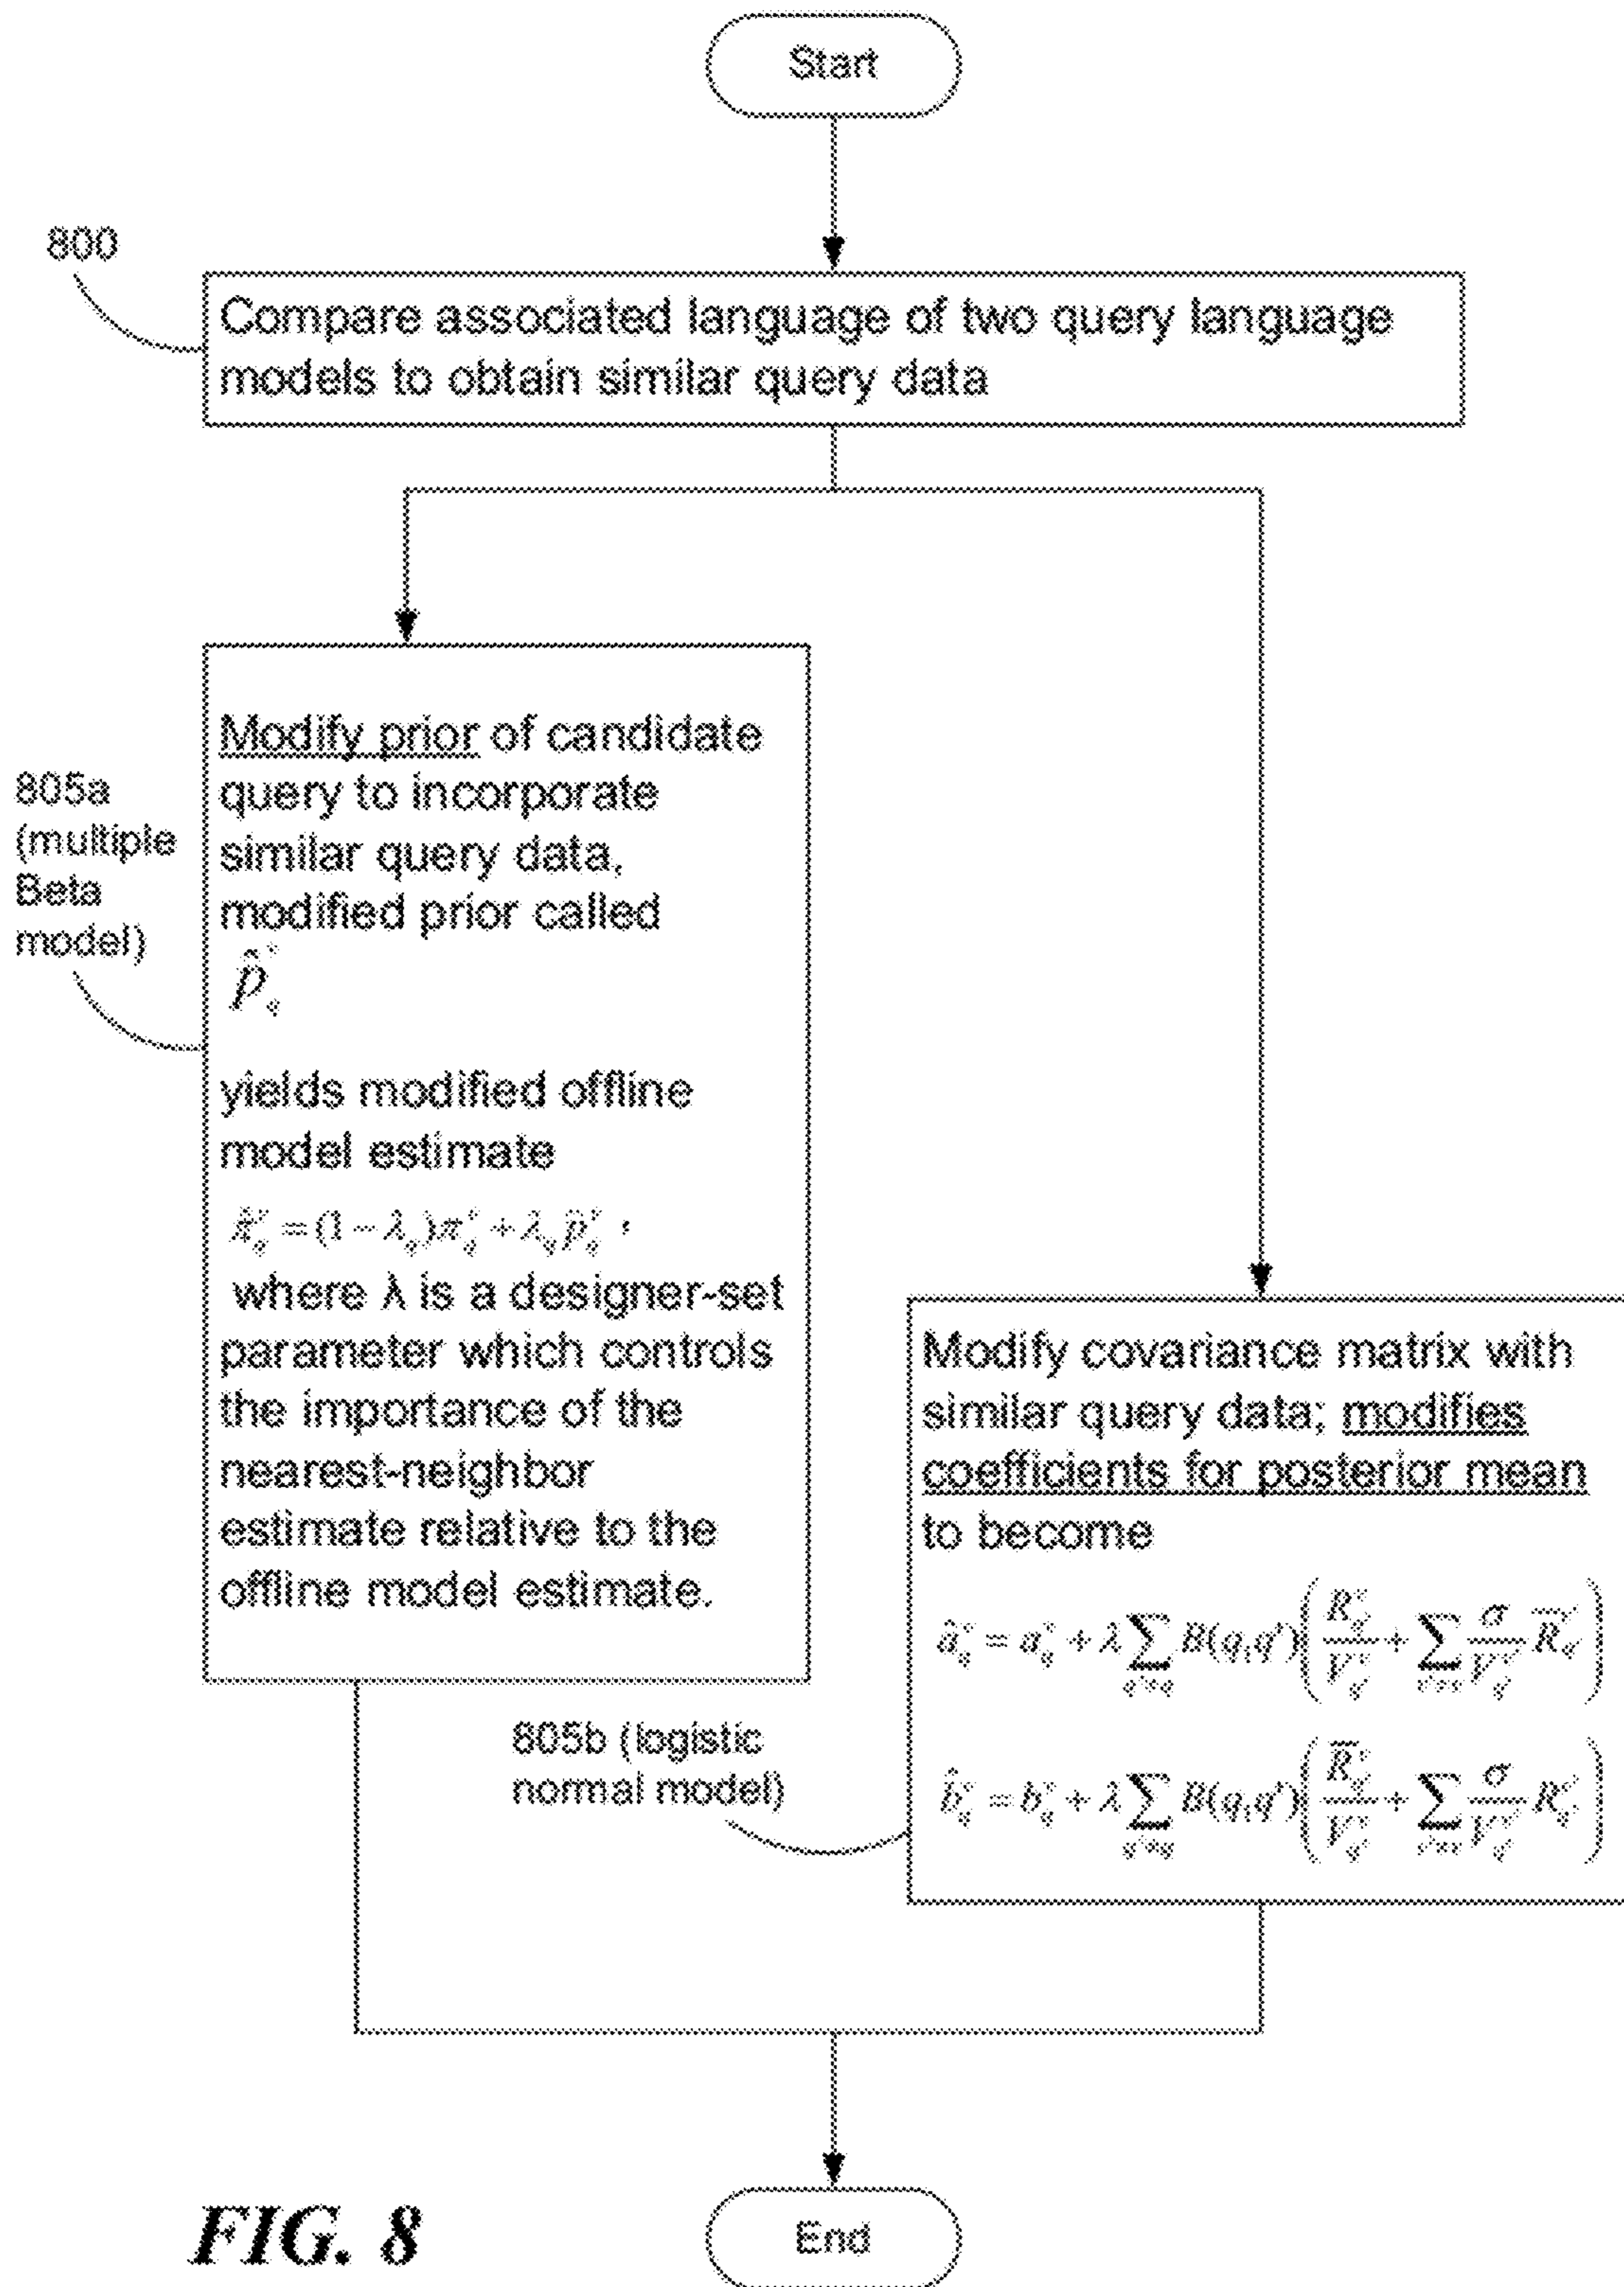 Start
800
Compare associated language of two query language
models to obtain similar query data
805a
(multiple
Beta
model)
Modify prior of candidate
query to incorporate
similar query data,
modified prior called
p̂
yields modified offline
model estimate
where λ is a designer-set
parameter which controls
the importance of the
nearest-neighbor
estimate relative to the
offline model estimate.
Modify covariance matrix with
similar query data; modifies
coefficients for posterior mean
to become
805b (logistic
normal model)
End
FIG. 8